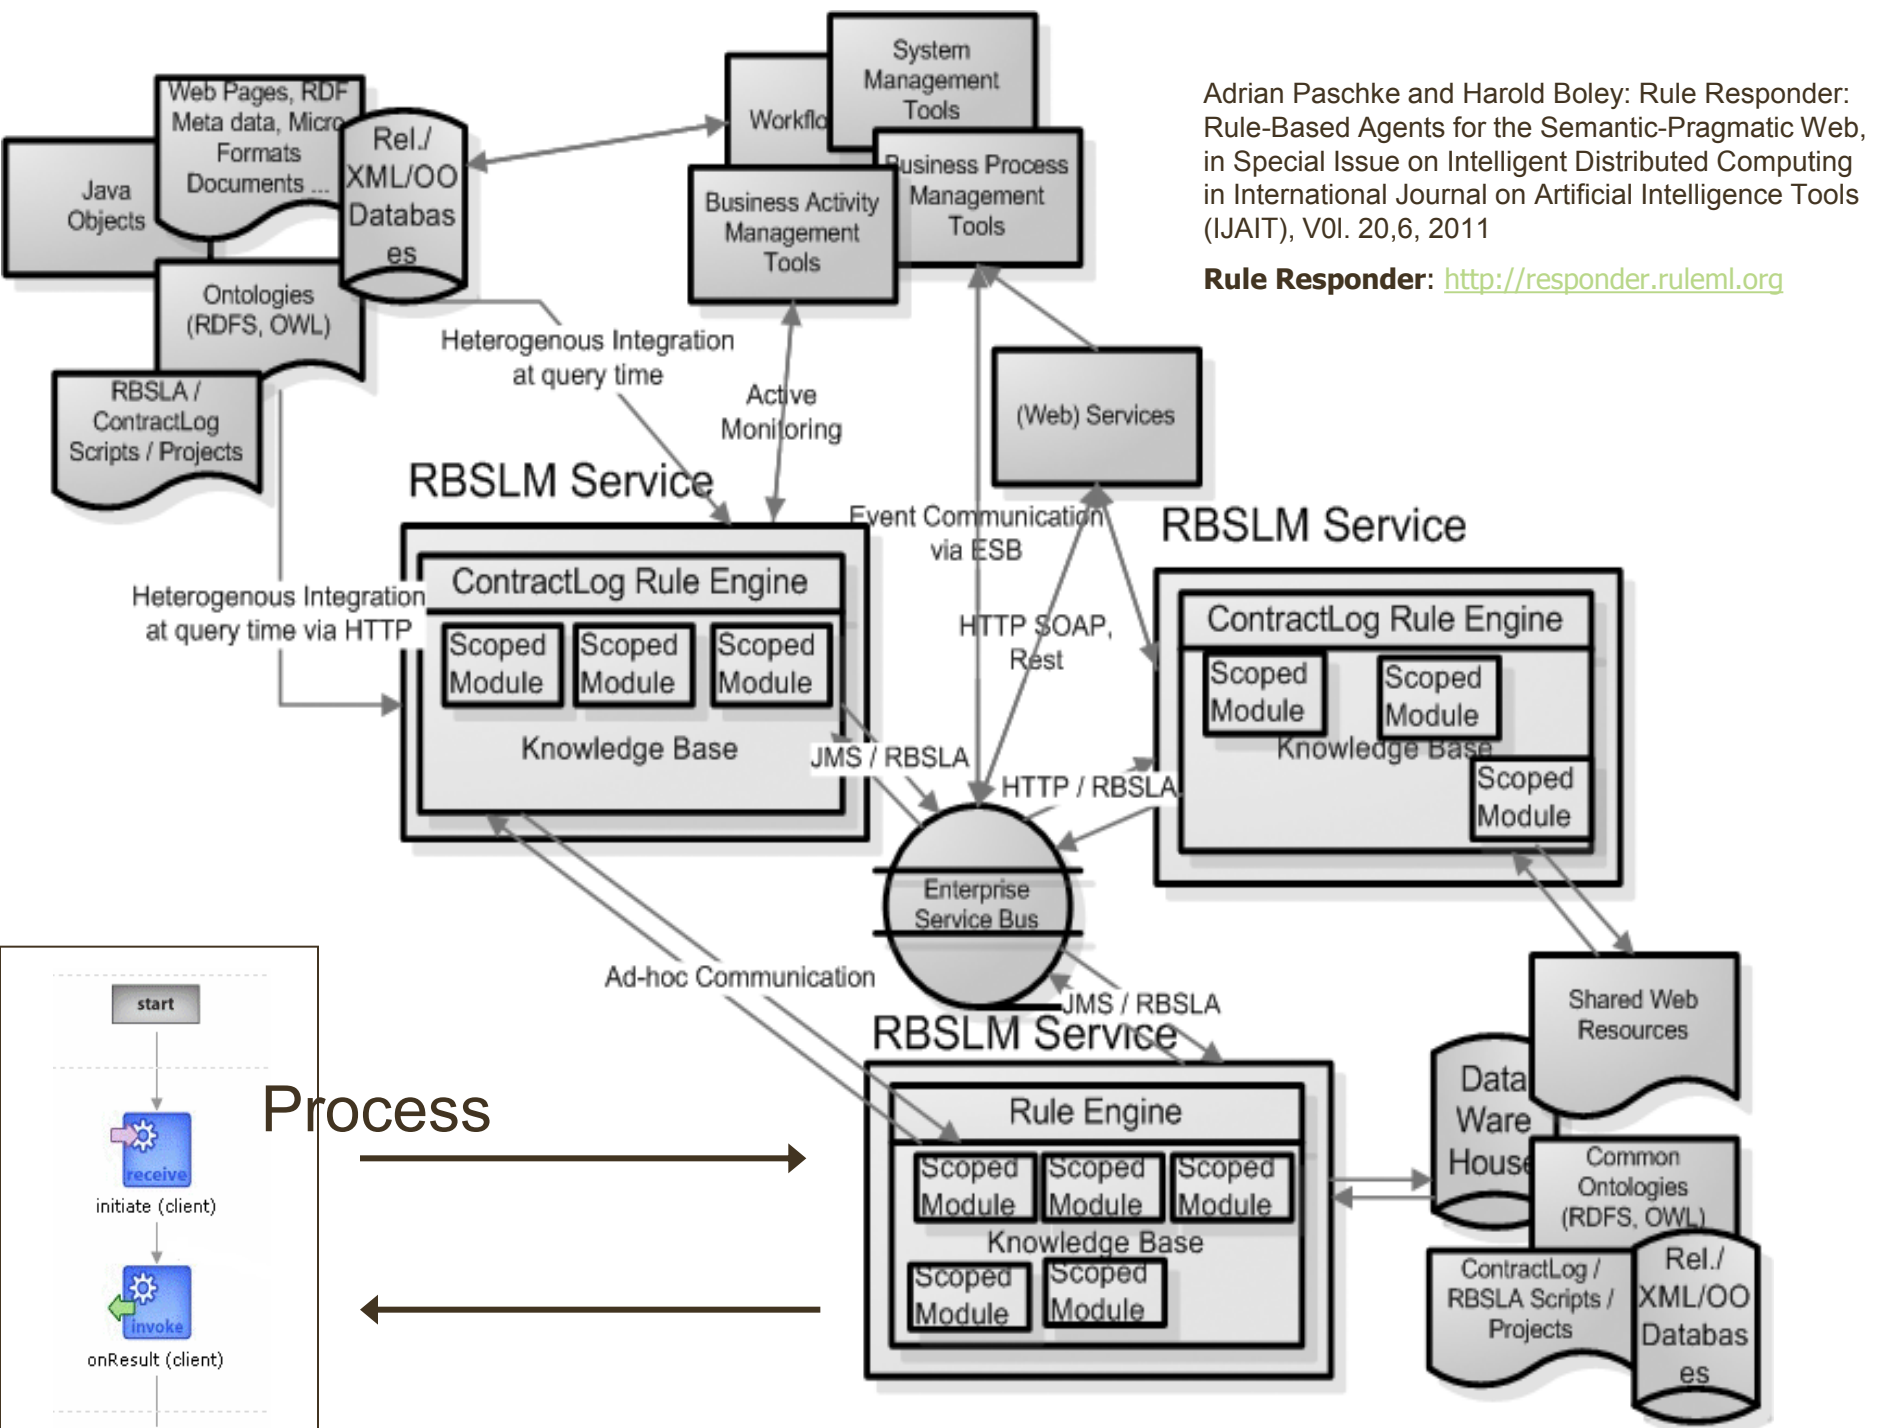 System
Management
Tools
Workflo
Business Process
Management
Tools
Business Activity
Management
Tools
Web Pages, RDF
Meta data, Micro
Formats
Documents ...
Rel./
XML/OO
Databas
es
Java
Objects
Ontologies
(RDFS, OWL)
RBSLA /
ContractLog
Scripts / Projects
Adrian Paschke and Harold Boley: Rule Responder:
Rule-Based Agents for the Semantic-Pragmatic Web,
in Special Issue on Intelligent Distributed Computing
in International Journal on Artificial Intelligence Tools
(IJAIT), V0l. 20,6, 2011
Rule Responder: http://responder.ruleml.org
Heterogenous Integration
at query time
Active
Monitoring
(Web) Services
RBSLM Service
Event Communication
via ESB
RBSLM Service
Heterogenous Integration
at query time via HTTP
ContractLog Rule Engine
Scoped
Module
Scoped
Module
Scoped
Module
Knowledge Base
HTTP SOAP,
Rest
ContractLog Rule Engine
Scoped
Module
Scoped
Module
Knowledge Base
Scoped
Module
JMS / RBSLA
HTTP / RBSLA
Enterprise
Service Bus
Ad-hoc Communication
JMS / RBSLA
RBSLM Service
Rule Engine
Scoped
Module
Scoped
Module
Scoped
Module
Knowledge Base
Scoped
Module
Scoped
Module
Shared Web
Resources
Data
Ware
House
Common
Ontologies
(RDFS, OWL)
ContractLog /
RBSLA Scripts /
Projects
Rel./
XML/OO
Databas
es
start
Process
receive
initiate (client)
invoke
onResult (client)